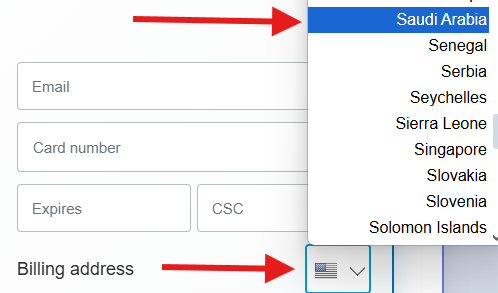 Saudi Arabia
Senegal
Serbia
Seychelles
Sierra Leone
Singapore
Slovakia
Slovenia
Solomon Islands
Email
Card number
Expires
CSC
Billing address